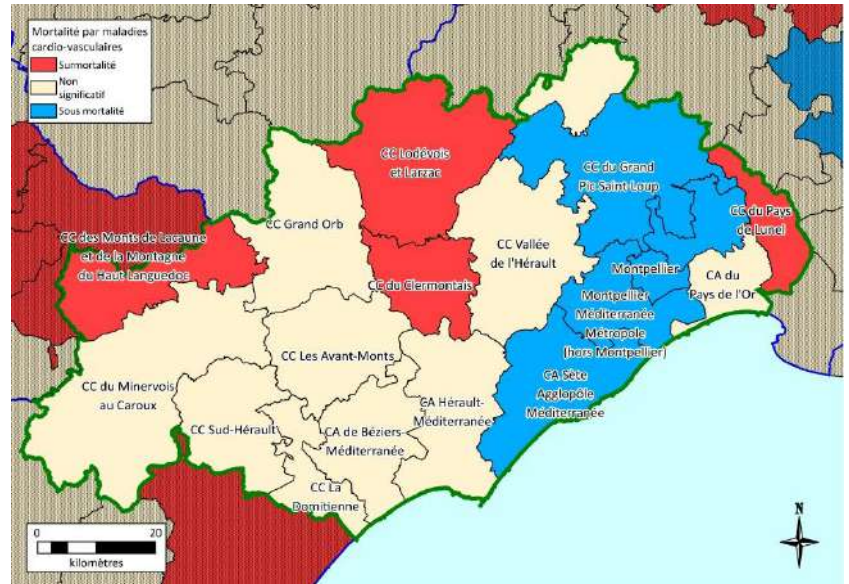 Mortalité par maladies
cardio-vasculaires
Surmortalité
Non
significatif
Sous mortalité
CC Lodévois
et Larzac
CC du Grand
Pic Saint-Loup
CC du Pays
de Lunel
CC Grand Orb
CC des Monts de Lacaune
et de la Montagne
du Haut Languedoc
CC Vallée
de l'Hérault
Montpellier
CA du
Pays de l'Or
CC du Clermontais
Montpellier
Méditerranée
Métropole
(hors Montpellier)
CC Les Avant-Monts
CC du Minervois
au Caroux
CA Sète
Agglopôle
Méditerranée
CA Hérault-
Méditerranée
CC Sud-Hérault
CA de Béziers-
Méditerranée
CC La
Domitienne
0 20
kilomètres
N